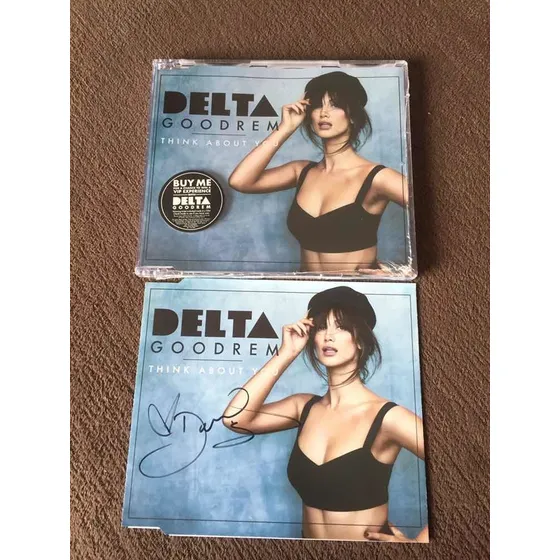 DELTA
GOODREM
THINK ABOUT YOU
BUY ME
VIP EXPERIENCE
DELTA
GOODREM
DELTA
GOODREM
THINK ABOUT YOU